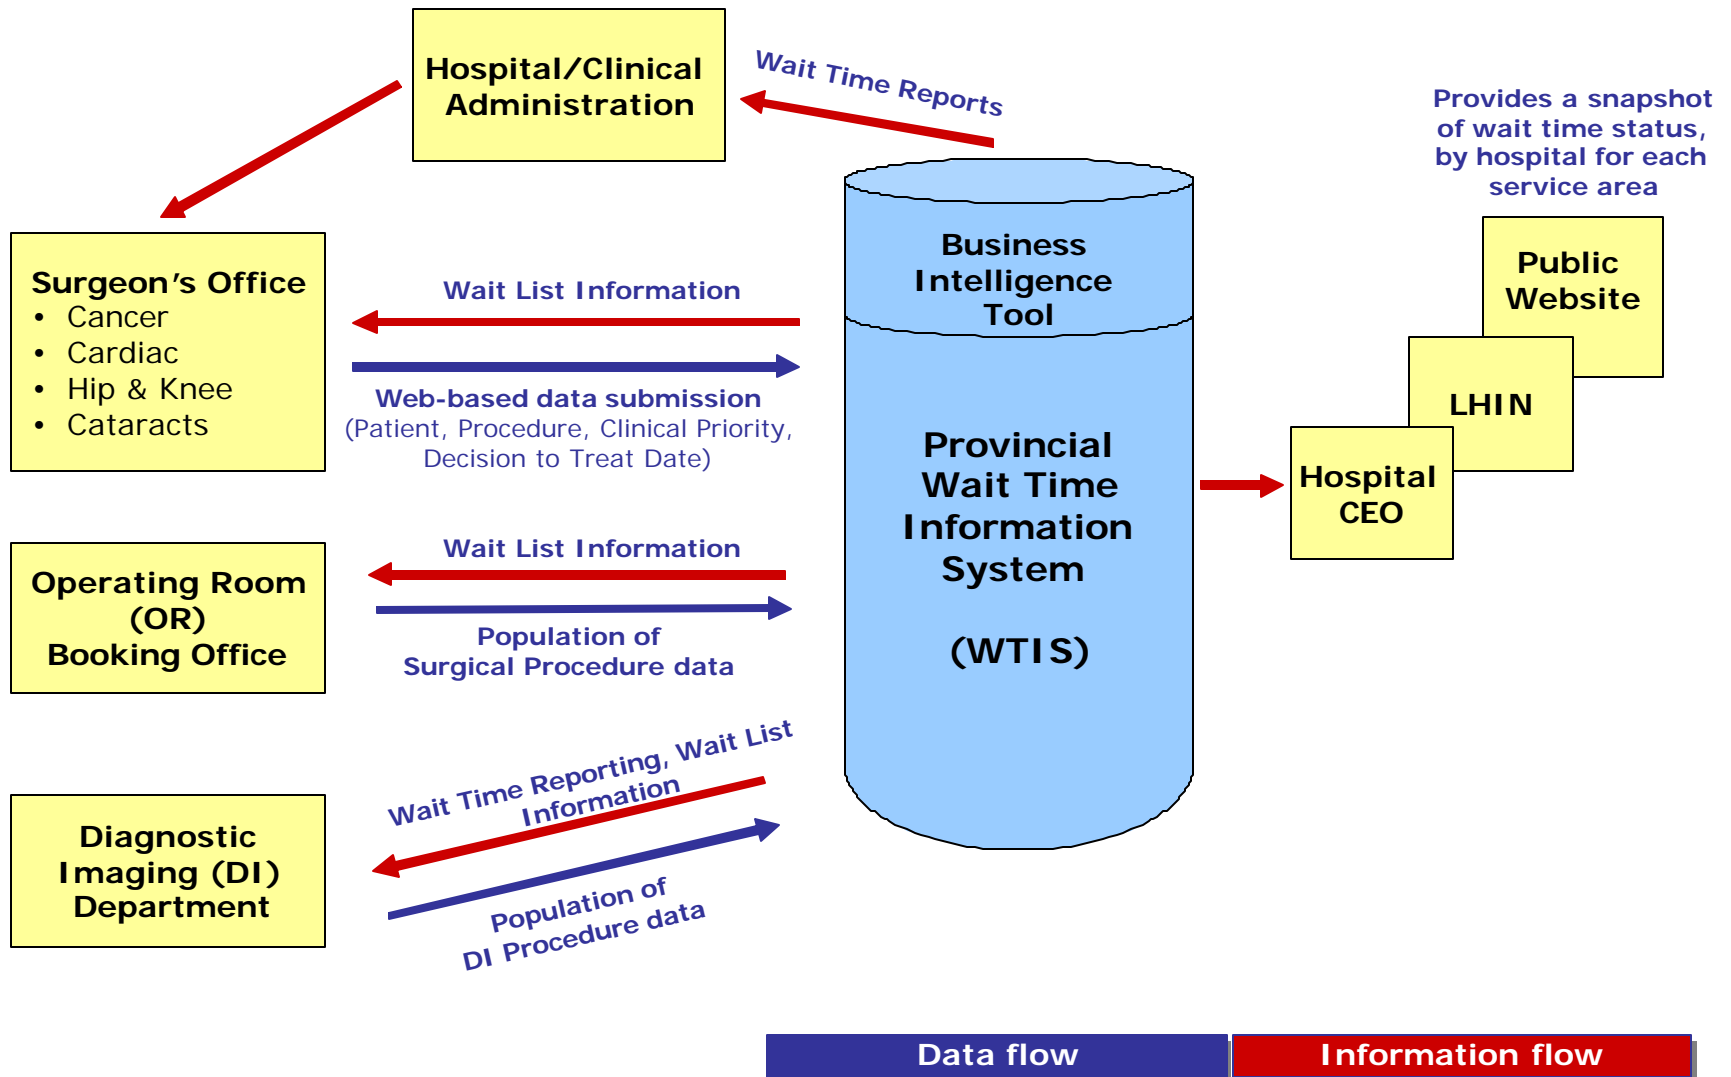 Hospital/Clinical
Administration
Wait Time Reports
Provides a snapshot
of wait time status,
by hospital for each
service area
Surgeon's Office
• Cancer
• Cardiac
• Hip & Knee
• Cataracts
Wait List Information
Web-based data submission
(Patient, Procedure, Clinical Priority,
Decision to Treat Date)
Business
Intelligence
Tool
Provincial
Wait Time
Information
System
(WTIS)
Public
Website
LHIN
Hospital
CEO
Operating Room
(OR)
Booking Office
Wait List Information
Population of
Surgical Procedure data
Diagnostic
Imaging (DI)
Department
Wait Time Reporting, Wait List
Information
Population of
DI Procedure data
Data flow
Information flow